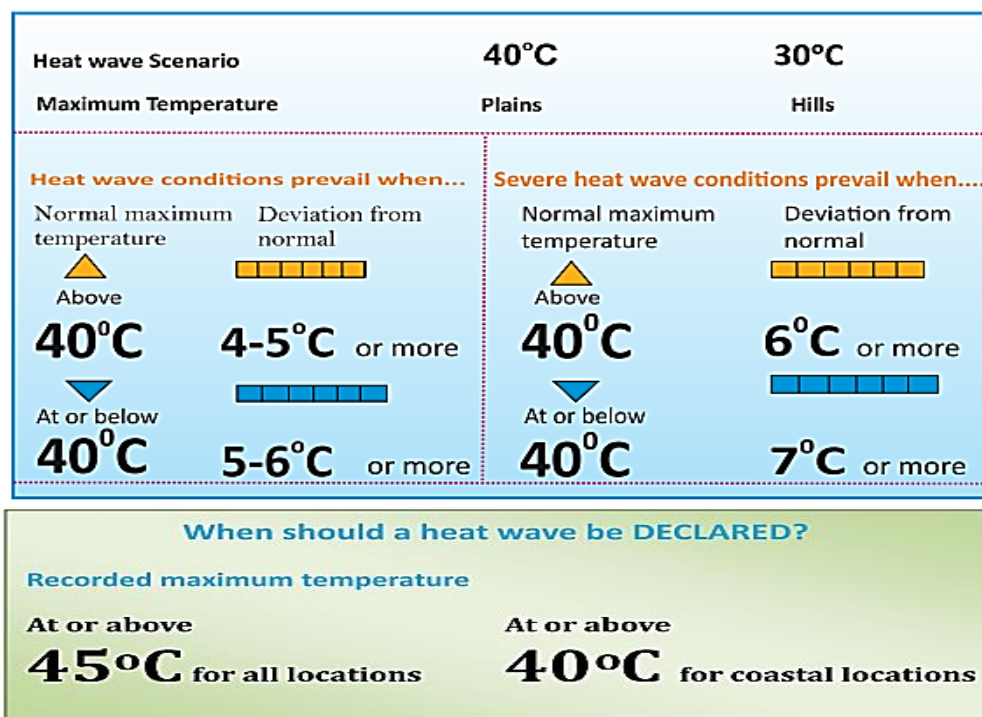 Heat wave Scenario 40°C 30°C
Maximum Temperature Plains Hills
Heat wave conditions prevail when...
Normal maximum Deviation from
temperature normal
Above
40°C 4-5°C or more
At or below
40°C 5-6°C or more
Severe heat wave conditions prevail when....
Normal maximum Deviation from
temperature normal
Above
40°C 6°C or more
At or below
40°C 7°C or more
When should a heat wave be DECLARED?
Recorded maximum temperature
At or above At or above
45°C for all locations 40°C for coastal locations